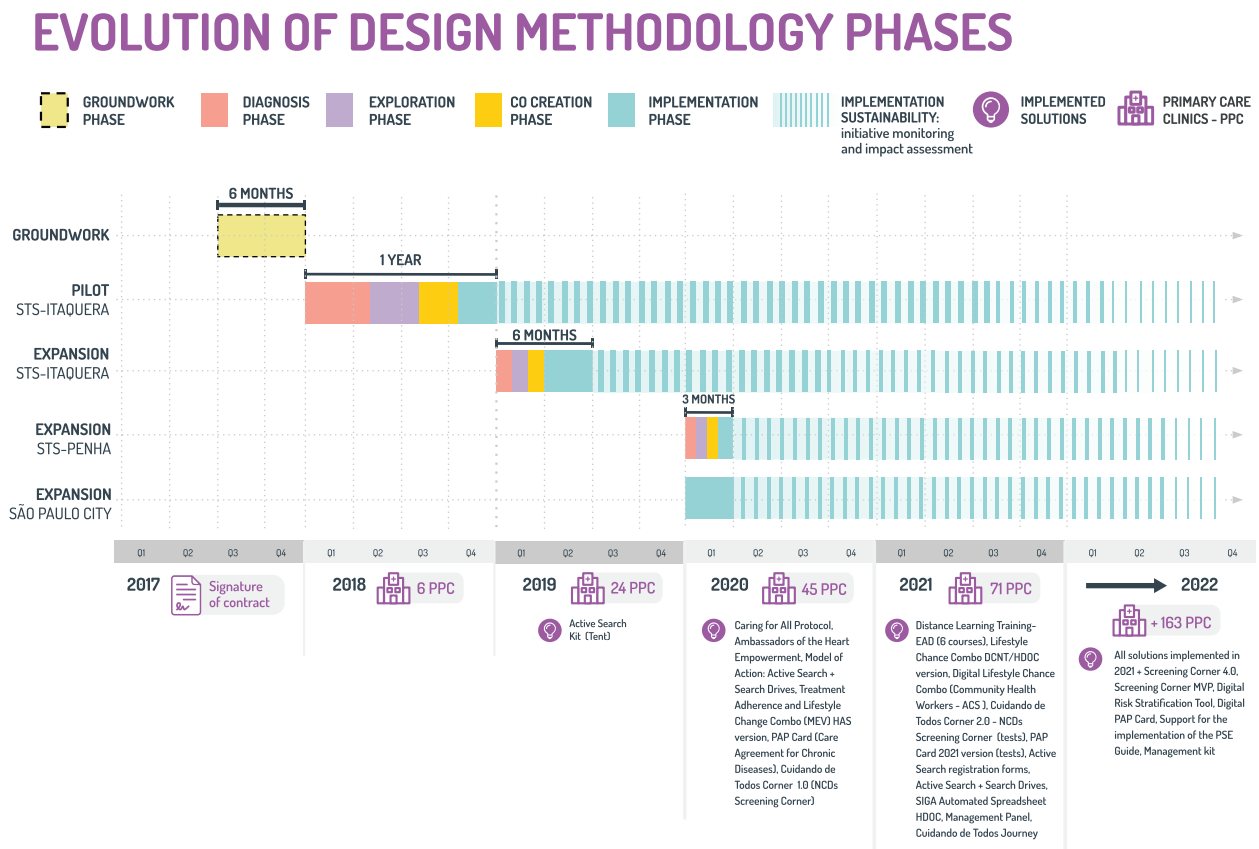 EVOLUTION OF DESIGN METHODOLOGY PHASES
GROUNDWORK
PHASE
DIAGNOSIS
PHASE
EXPLORATION
PHASE
CO CREATION
PHASE
IMPLEMENTATION
PHASE
IMPLEMENTATION
SUSTAINABILITY:
initiative monitoring
and impact assessment
IMPLEMENTED
SOLUTIONS
PRIMARY CARE
CLINICS - PPC
6 MONTHS
GROUNDWORK
1 YEAR
PILOT
STS-ITAQUERA
6 MONTHS
EXPANSION
STS-ITAQUERA
3 MONTHS
EXPANSION
STS-PENHA
EXPANSION
SÃO PAULO CITY
Q1 Q2 Q3 Q4 Q1 Q2 Q3 Q4 Q1 Q2 Q3 Q4 Q1 Q2 Q3 Q4 Q1 Q2 Q3 Q4 Q1 Q2 Q3 Q4
2017
Signature
of contract
2018
6 PPC
2019
24 PPC
Active Search
Kit (Tent)
2020
45 PPC
Caring for All Protocol,
Ambassadors of the Heart
Empowerment, Model of
Action: Active Search +
Search Drives, Treatment
Adherence and Lifestyle
Change Combo (MEV) HAS
version, PAP Card (Care
Agreement for Chronic
Diseases), Cuidando de
Todos Corner 1.0 (NCDs
Screening Corner)
2021
71 PPC
Distance Learning Training-
EAD (6 courses), Lifestyle
Chance Combo DCNT/HDOC
version, Digital Lifestyle Chance
Combo (Community Health
Workers - ACS ), Cuidando de
Todos Corner 2.0 - NCDs
Screening Corner (tests), PAP
Card 2021 version (tests), Active
Search registration forms,
Active Search + Search Drives,
SIGA Automated Spreadsheet
HDOC, Management Panel,
Cuidando de Todos Journey
2022
+ 163 PPC
All solutions implemented in
2021 + Screening Corner 4.0,
Screening Corner MVP, Digital
Risk Stratification Tool, Digital
PAP Card, Support for the
implementation of the PSE
Guide, Management kit